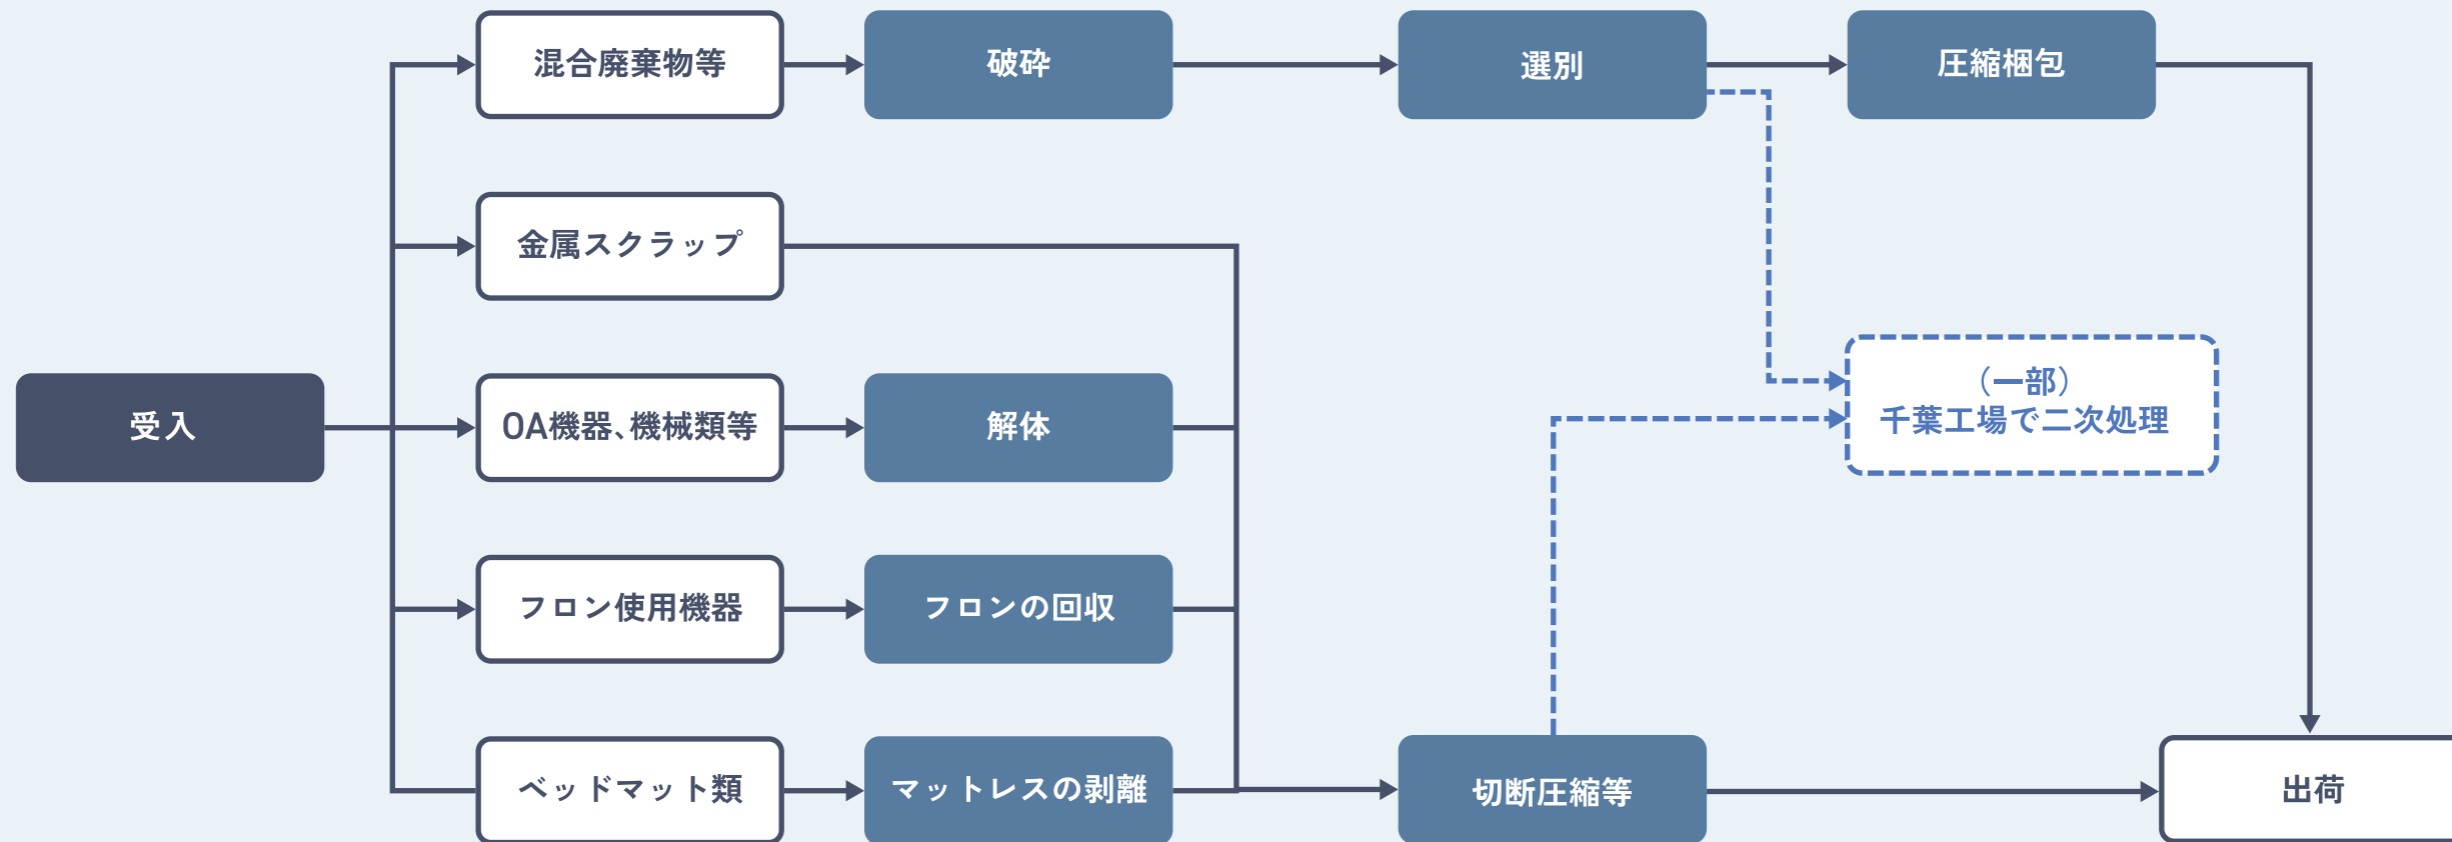 混合廃棄物等
破砕
選別
圧縮梱包
金属スクラップ
受入
OA機器、機械類等
解体
（一部）
千葉工場で二次処理
フロン使用機器
フロンの回収
ベッドマット類
マットレスの剥離
切断圧縮等
出荷